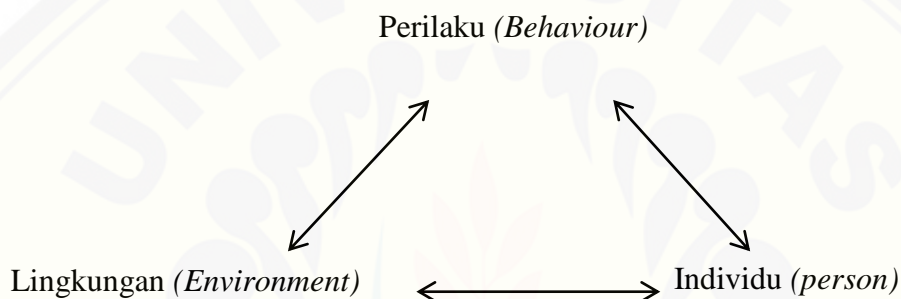 Perilaku (Behaviour)
Lingkungan (Environment)
Individu (person)